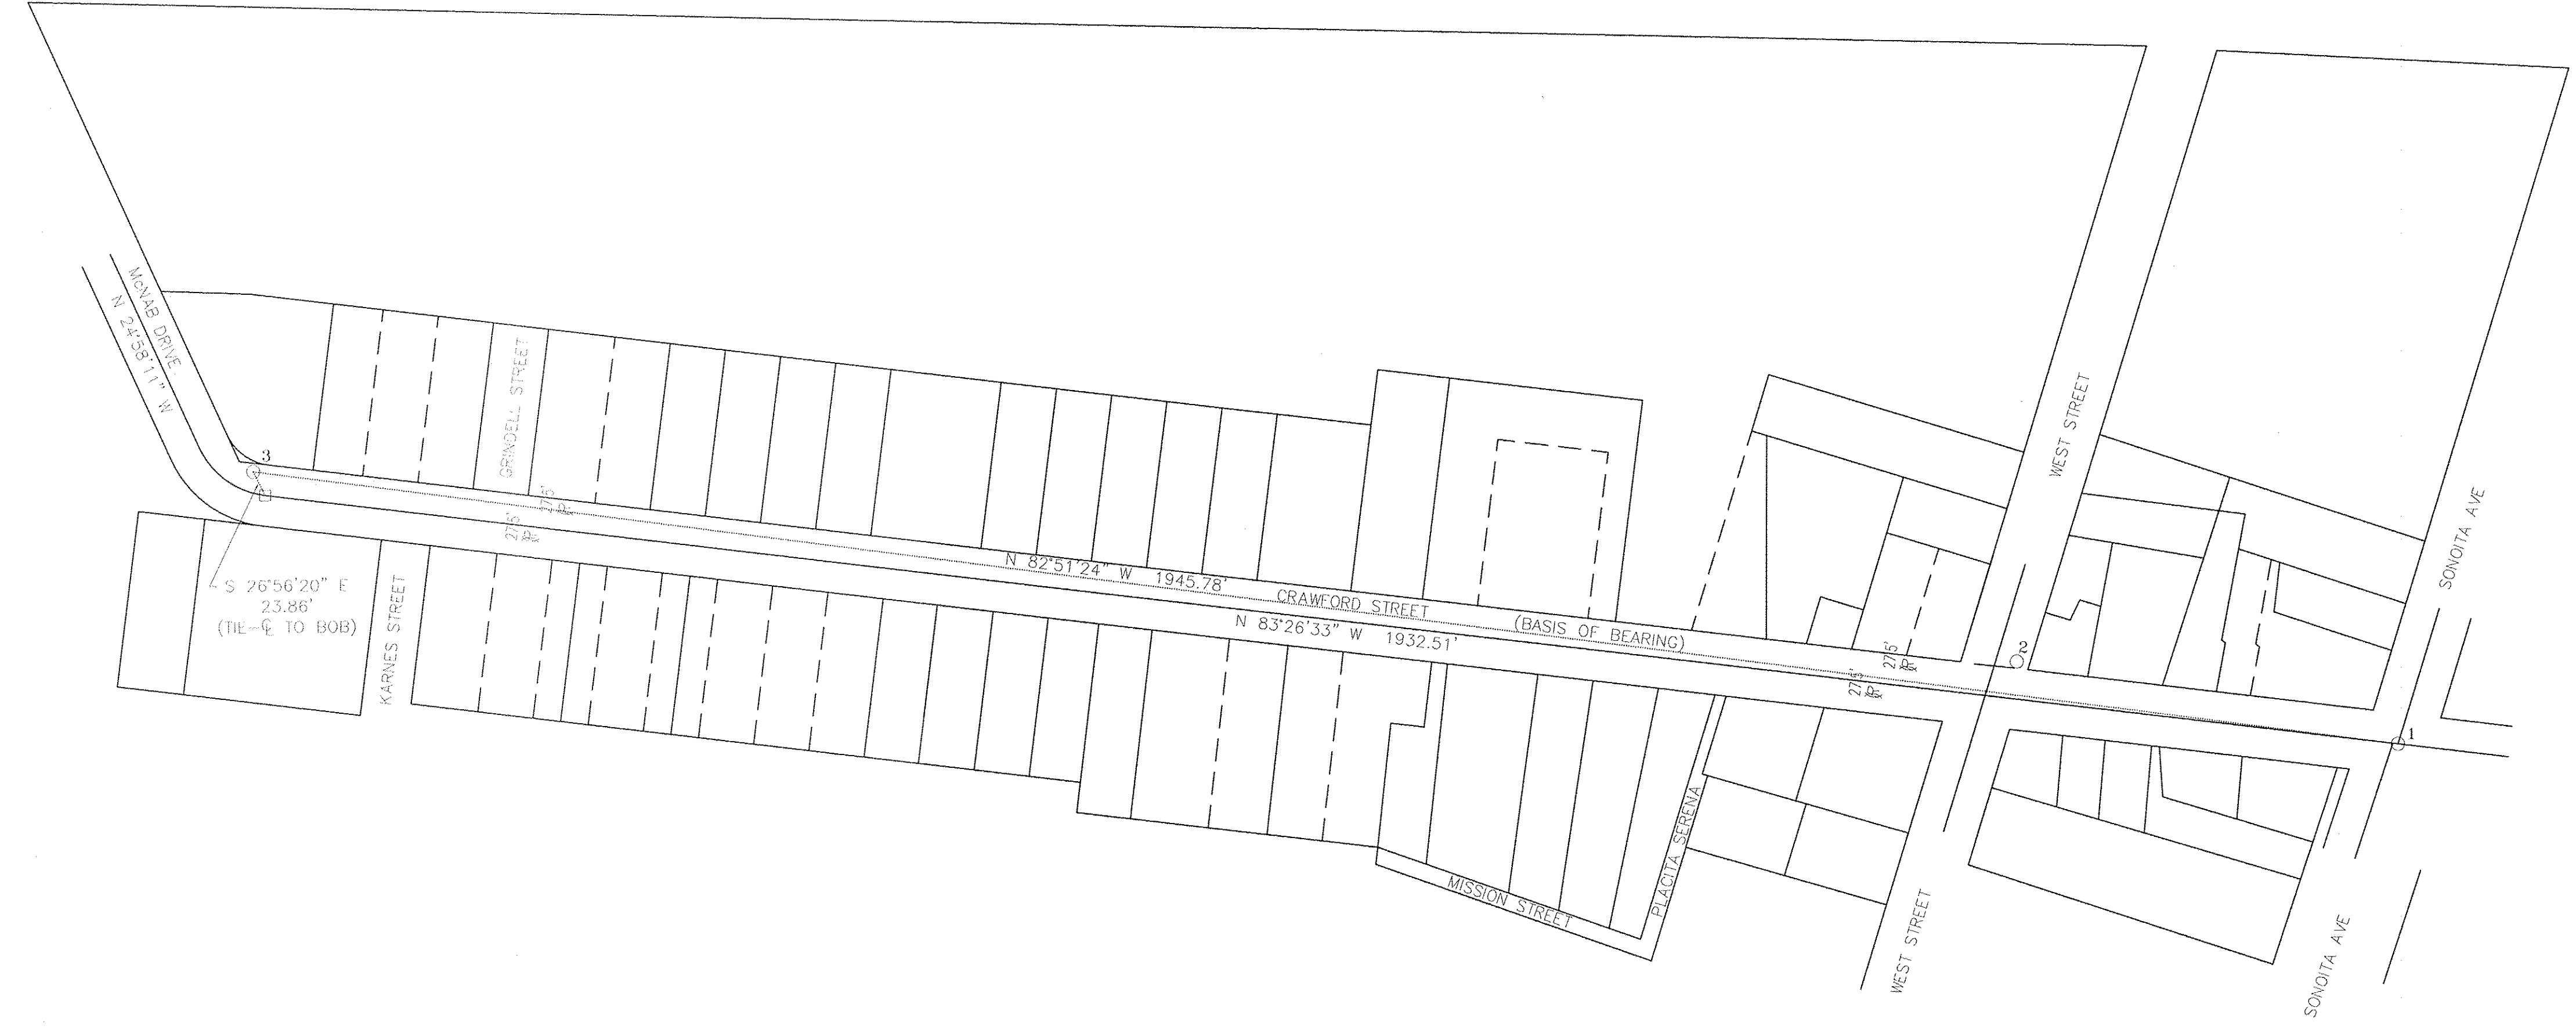 McNAB DRIVE
N 24°58'11" W
3
GRINDELL STREET
27.5'
27.5'
S 26°56'20" E
23.86'
(TIE-℄ TO BOB)
KARNES STREET
N 82°51'24" W 1945.78'
CRAWFORD STREET
(BASIS OF BEARING)
N 83°26'33" W 1932.51'
27.5'
27.5'
MISSION STREET
PLACITA SERENA
WEST STREET
2
WEST STREET
SONOITA AVE
1
SONOITA AVE